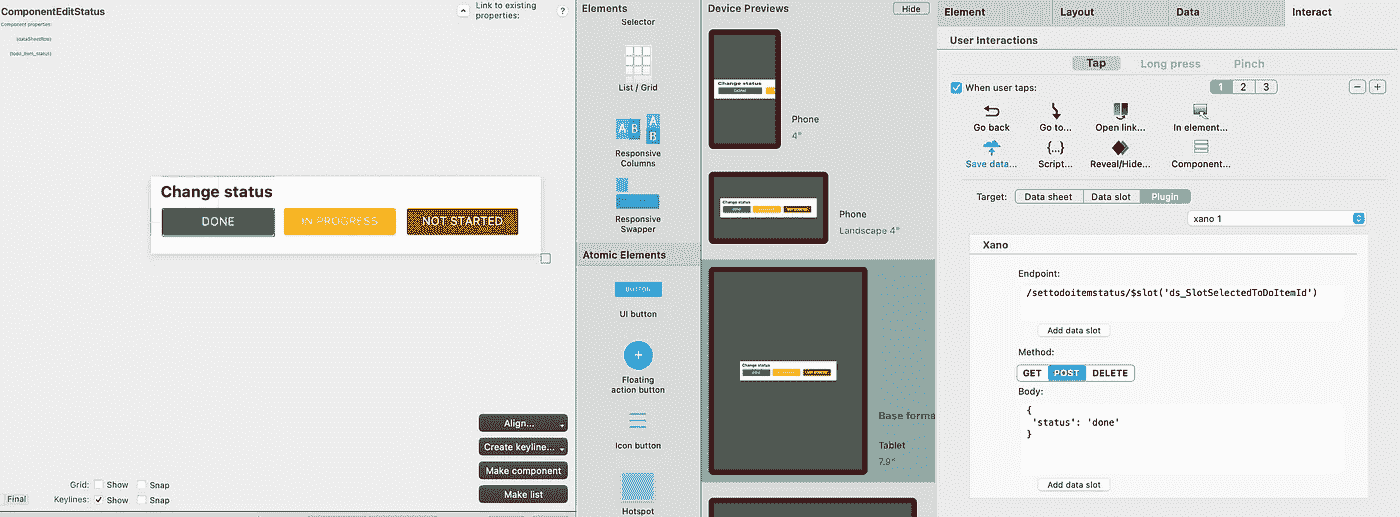 ComponentEditStatus
Component properties:
Link to existing
properties:
?
Change status
DONE
IN PROGRESS
NOT STARTED
Align...
Create keyline...
Make component
Make list
Grid:
Show
Snap
Final
Keylines:
Show
Snap
Elements
Selector
List / Grid
A B
A
B
Responsive
Columns
Responsive
Swapper
Atomic Elements
BUTTON
UI button
Floating
action button
Icon button
Hotspot
Device Previews
Hide
Change status
Phone
4"
Change status
Phone
Landscape 4"
Change status
Base forma
Tablet
7.9"
Element
Layout
Data
Interact
User Interactions
Tap
Long press
Pinch
When user taps:
1
2
3
Go back
Go to...
Open link...
In element...
{...}
Save data...
Script...
Reveal/Hide...
Component...
Target:
Data sheet
Data slot
Plugin
xano 1
Xano
Endpoint:
/settodoitemstatus/$slot('ds_SlotSelectedToDoItemId')
Add data slot
Method:
GET
POST
DELETE
Body:
{
'status': 'done'
}
Add data slot